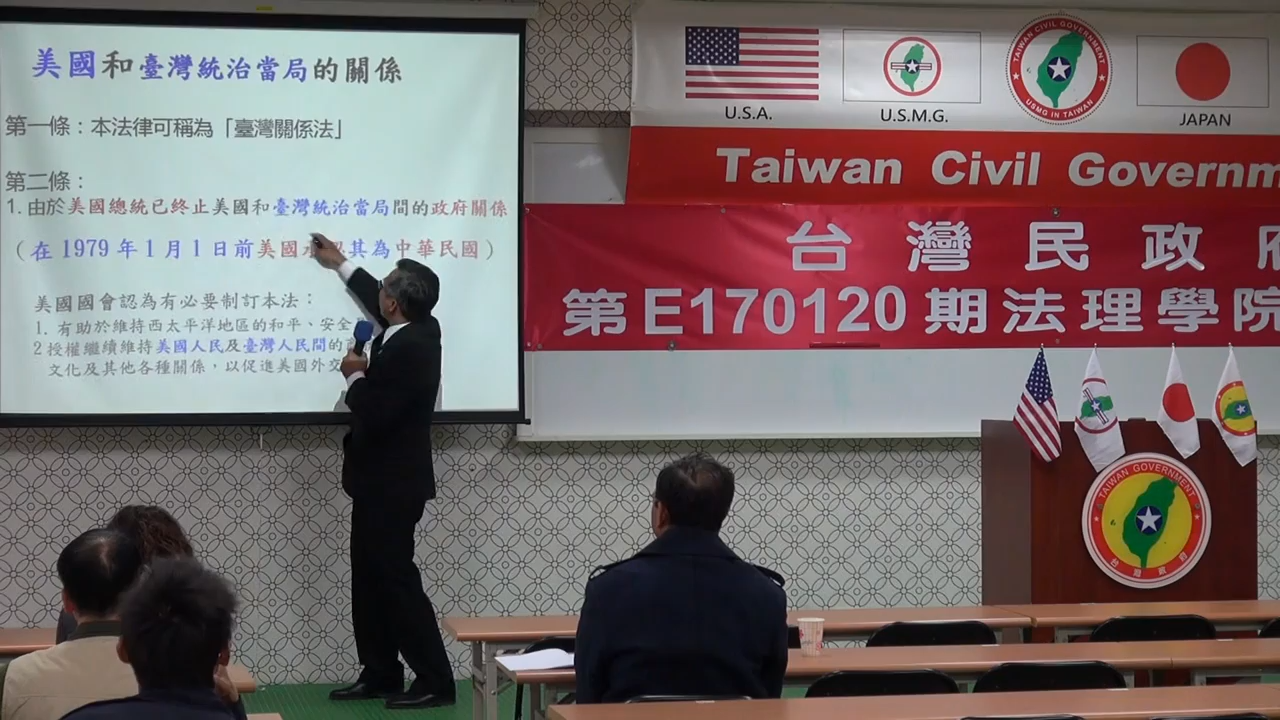 美國和臺灣統治當局的關係
第一條：本法律可稱為「臺灣關係法」
第二條：
1. 由於美國總統已終止美國和臺灣統治當局間的政府關係
（在 1979 年 1 月 1 日前美國 其為中華民國）
美國國會認為有必要制訂本法：
1. 有助於維持西太平洋地區的和平、安全
2 授權繼續維持美國人民及臺灣人民間的
文化及其他各種關係，以促進美國外交
U.S.A.
U.S.M.G.
TAIWAN CIVIL GOVERNMENT
USMG IN TAIWAN
JAPAN
Taiwan Civil Governm
台灣民政府
第E170120期法理學院
TAIWAN GOVERNMENT
台灣政府